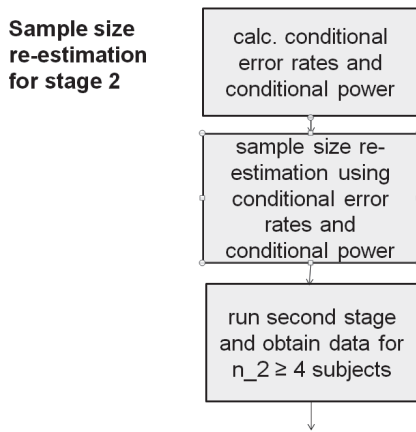 Sample size
re-estimation
for stage 2
calc. conditional
error rates and
conditional power
sample size re-
estimation using
conditional error
rates and
conditional power
run second stage
and obtain data for
n_2 ≥ 4 subjects